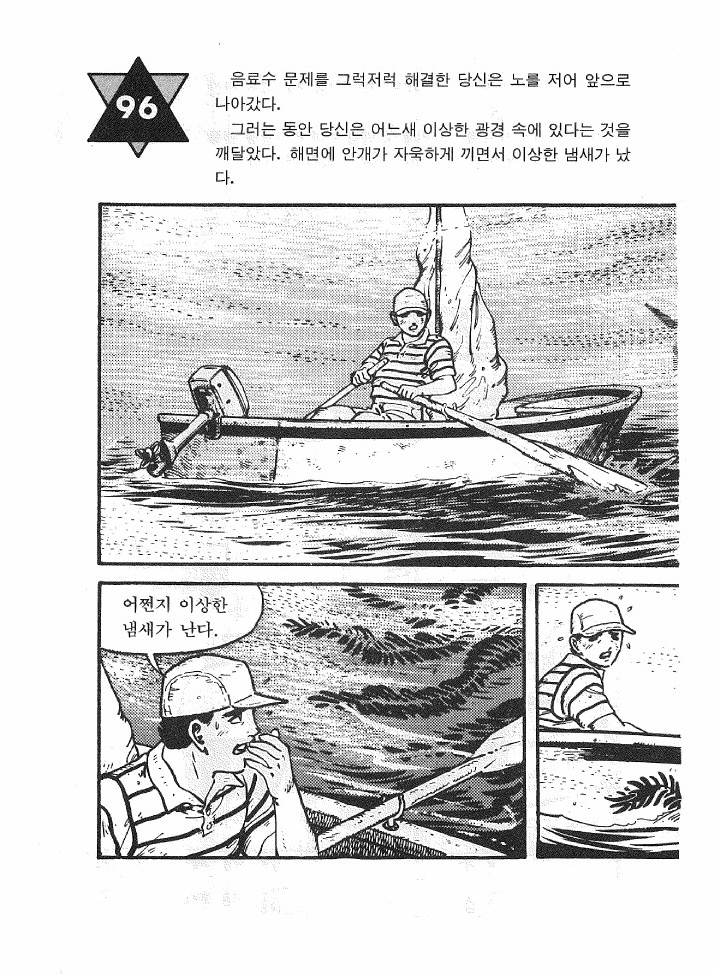 96
음료수 문제를 그럭저럭 해결한 당신은 노를 저어 앞으로
나아갔다.
그러는 동안 당신은 어느새 이상한 광경 속에 있다는 것을
깨달았다. 해면에 안개가 자욱하게 끼면서 이상한 냄새가 났
다.
어쩐지 이상한
냄새가 난다.